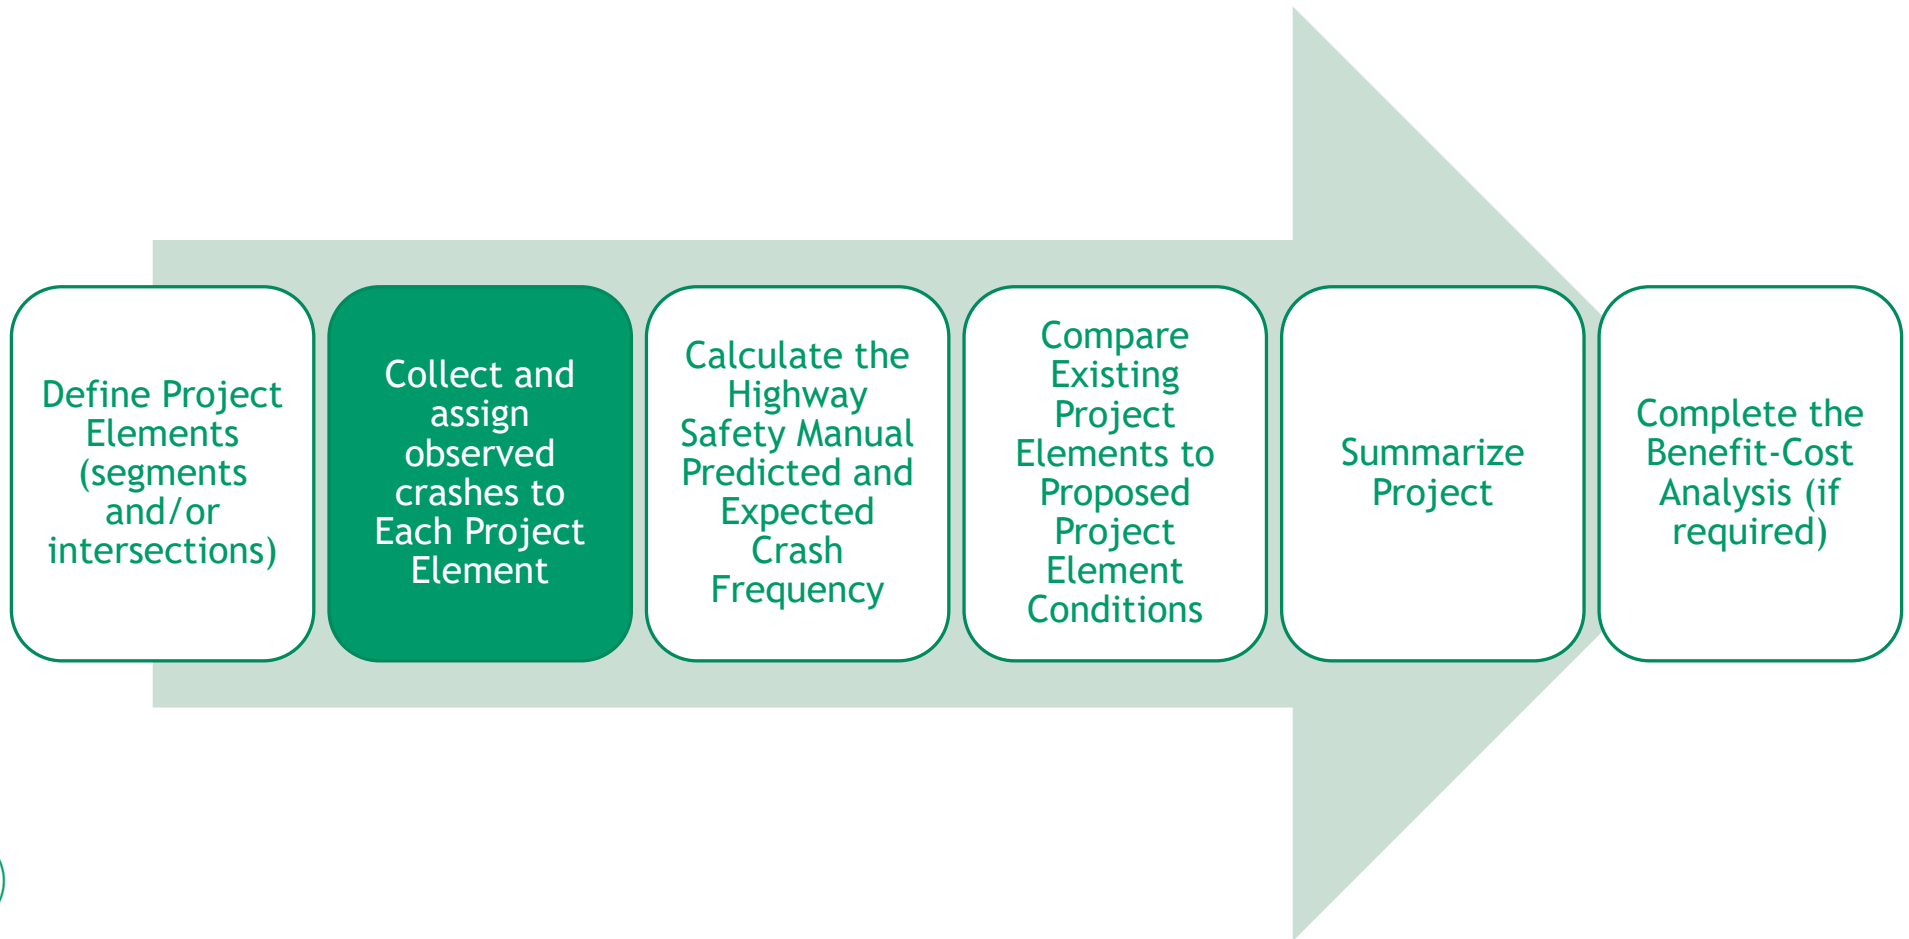 Define Project
Elements
(segments
and/or
intersections)
Collect and
assign
observed
crashes to
Each Project
Element
Calculate the
Highway
Safety Manual
Predicted and
Expected
Crash
Frequency
Compare
Existing
Project
Elements to
Proposed
Project
Element
Conditions
Summarize
Project
Complete the
Benefit-Cost
Analysis (if
required)